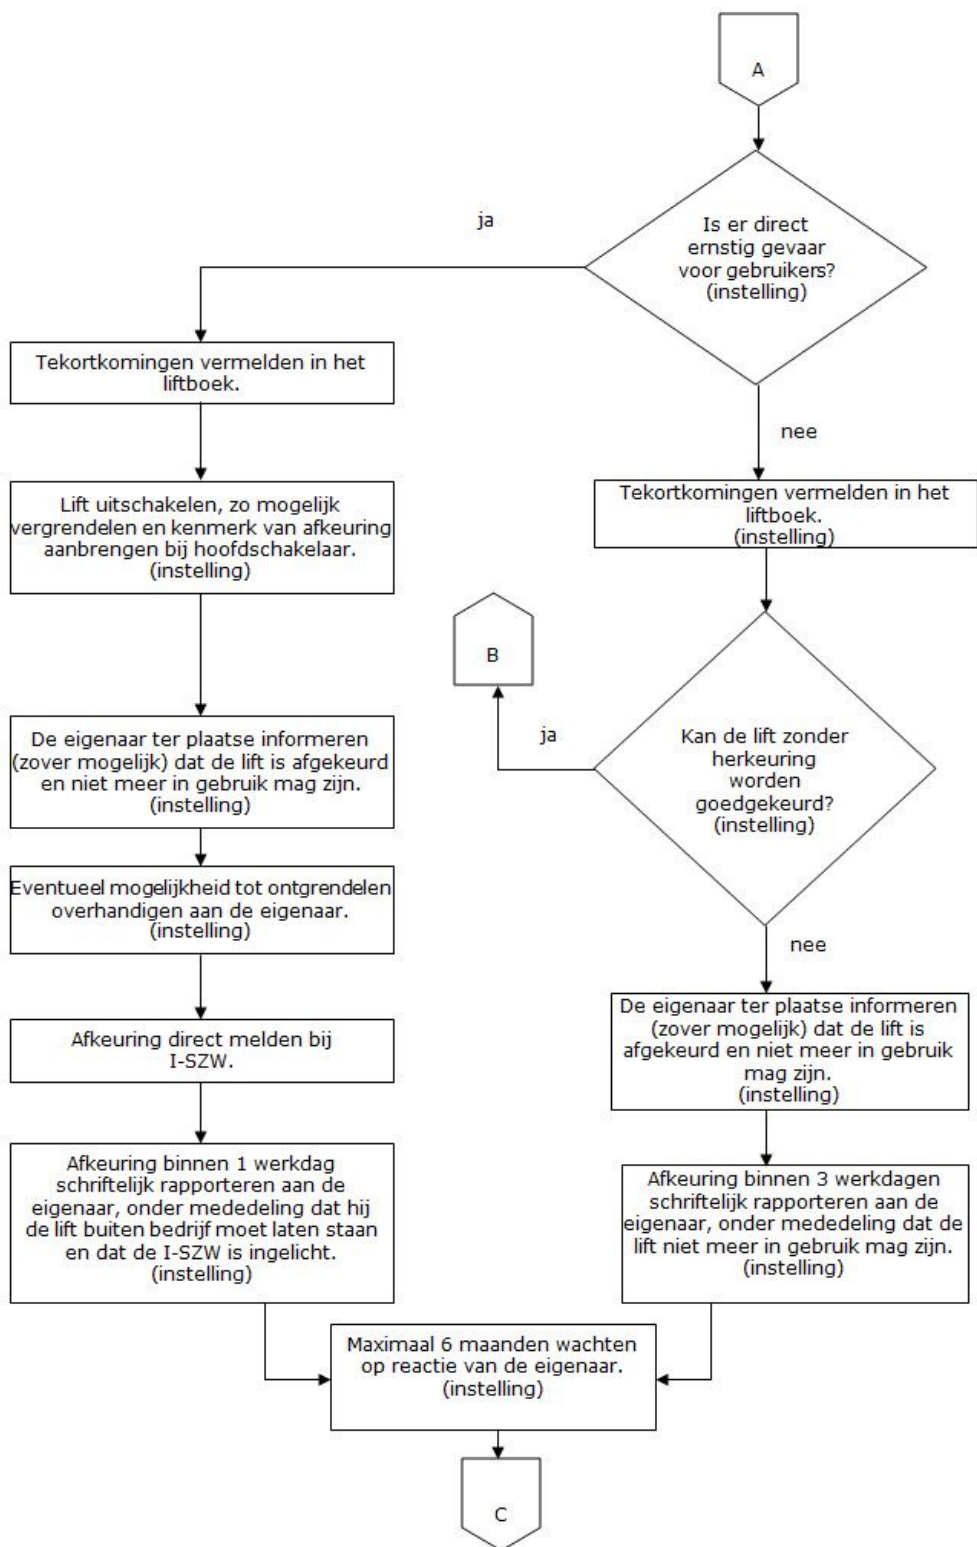 A
Is er direct
ernstig gevaar
voor gebruikers?
(instelling)
ja
nee
Tekortkomingen vermelden in het
liftboek.
Lift uitschakelen, zo mogelijk
vergrendelen en kenmerk van afkeuring
aanbrengen bij hoofdschakelaar.
(instelling)
De eigenaar ter plaatse informeren
(zover mogelijk) dat de lift is afgekeurd
en niet meer in gebruik mag zijn.
(instelling)
Eventueel mogelijkheid tot ontgrendelen
overhandigen aan de eigenaar.
(instelling)
Afkeuring direct melden bij
I-SZW.
Afkeuring binnen 1 werkdag
schriftelijk rapporteren aan de
eigenaar, onder mededeling dat hij
de lift buiten bedrijf moet laten staan
en dat de I-SZW is ingelicht.
(instelling)
Tekortkomingen vermelden in het
liftboek.
(instelling)
Kan de lift zonder
herkeuring
worden
goedgekeurd?
(instelling)
ja
B
nee
De eigenaar ter plaatse informeren
(zover mogelijk) dat de lift is
afgekeurd en niet meer in gebruik
mag zijn.
(instelling)
Afkeuring binnen 3 werkdagen
schriftelijk rapporteren aan de
eigenaar, onder mededeling dat de
lift niet meer in gebruik mag zijn.
(instelling)
Maximaal 6 maanden wachten
op reactie van de eigenaar.
(instelling)
C